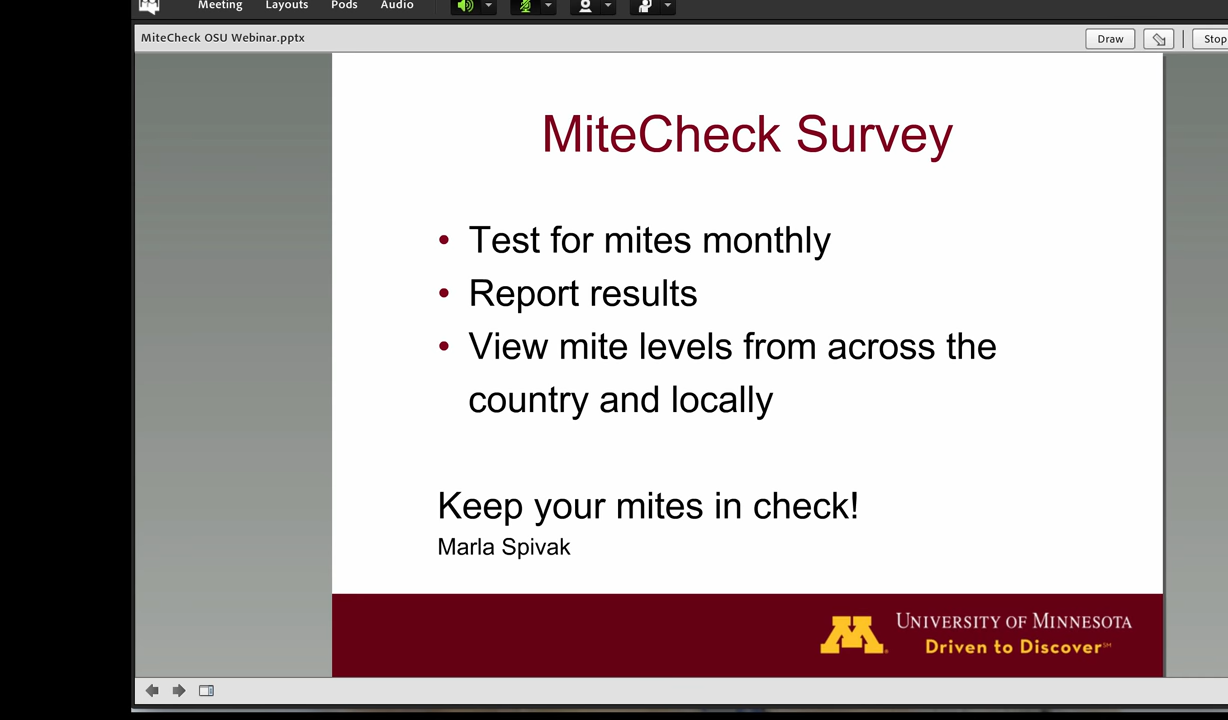 Meeting Layouts Pods Audio
MiteCheck OSU Webinar.pptx Draw Stop
MiteCheck Survey
• Test for mites monthly
• Report results
• View mite levels from across the
country and locally
Keep your mites in check!
Marla Spivak
UNIVERSITY OF MINNESOTA
Driven to Discover℠